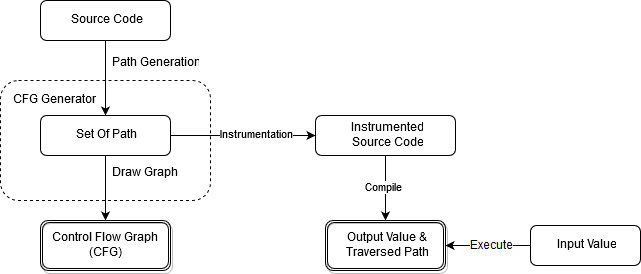 Source Code
Path Generation
CFG Generator
Set Of Path
Instrumentation
Instrumented
Source Code
Draw Graph
Compile
Control Flow Graph
(CFG)
Output Value &
Traversed Path
Execute
Input Value